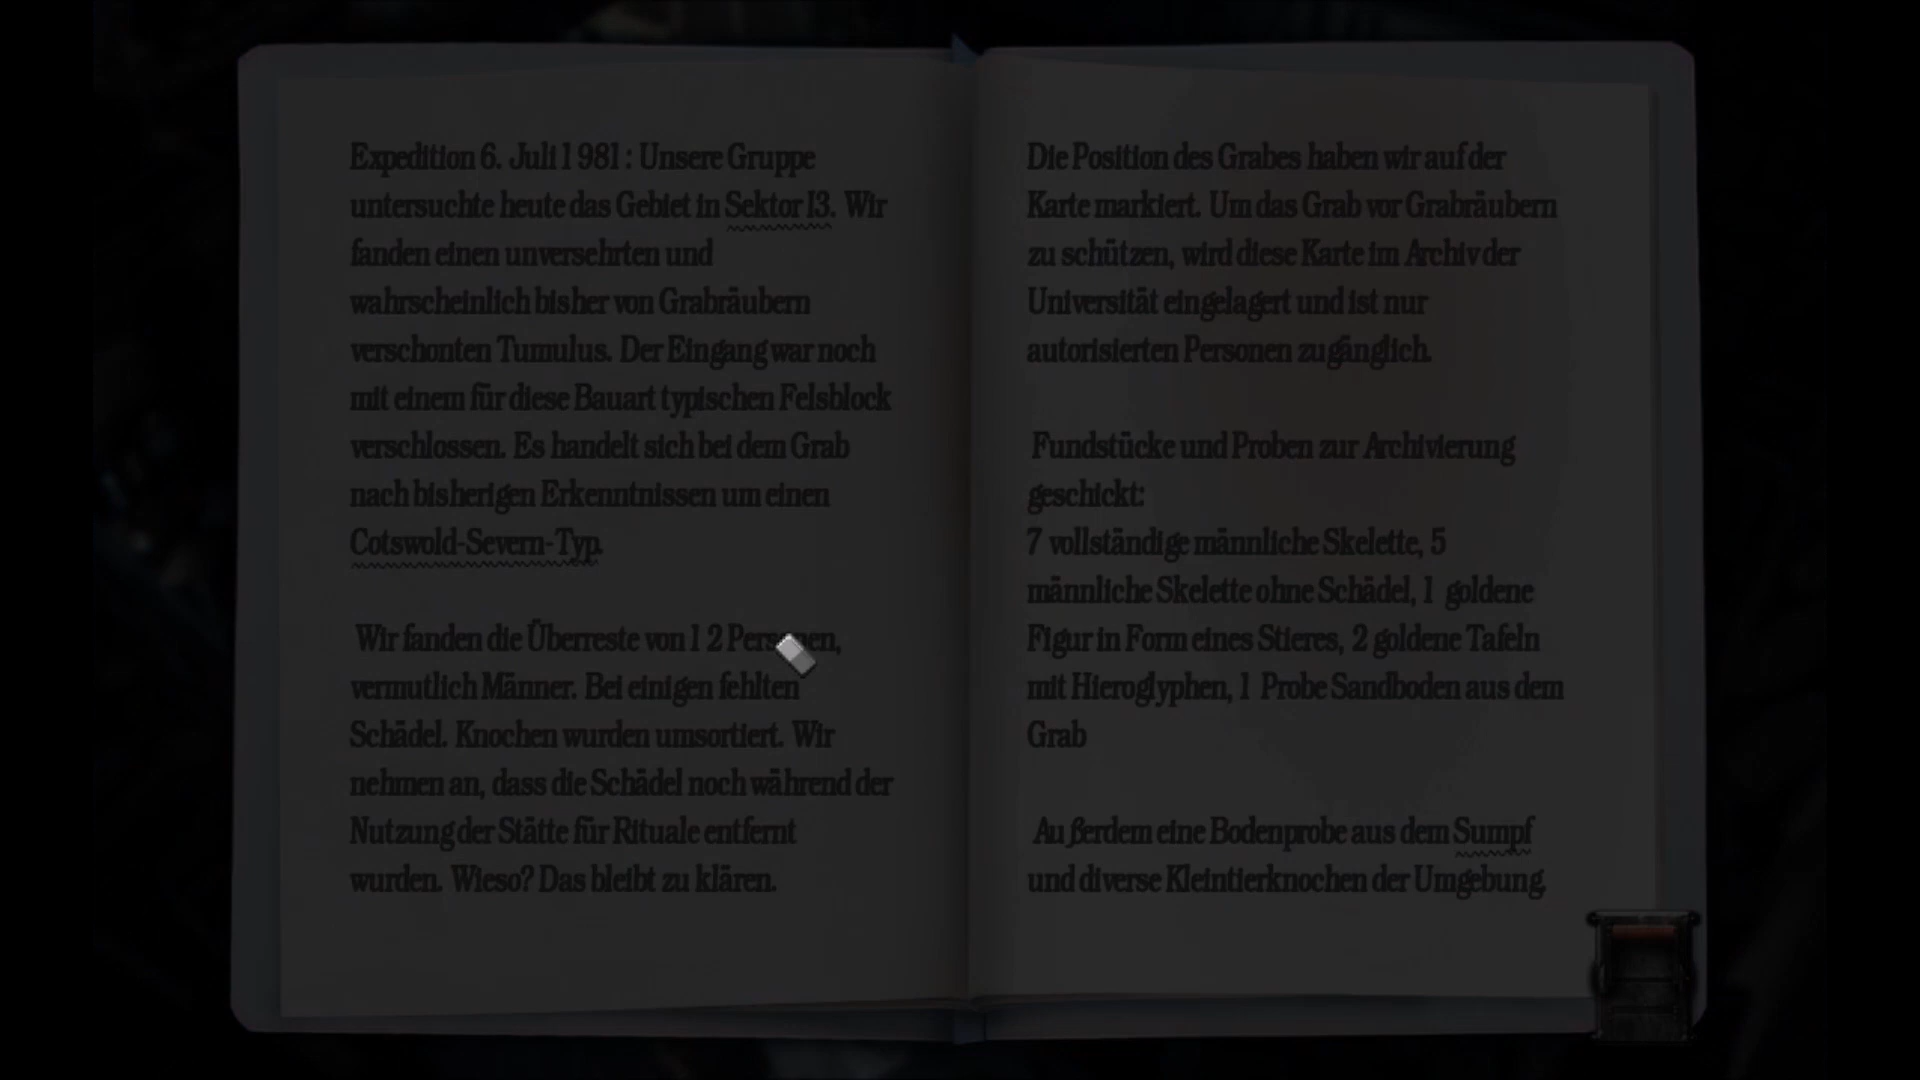 Expedition 6. Juli 1981: Unsere Gruppe
untersuchte heute das Gebiet in Sektor 13. Wir
fanden einen unversehrten und
wahrscheinlich bisher von Grabräubern
verschonten Tumulus. Der Eingang war noch
mit einem für diese Bauart typischen Felsblock
verschlossen. Es handelt sich bei dem Grab
nach bisherigen Erkenntnissen um einen
Cotswold-Severn-Typ.
Wir fanden die Überreste von 12 Personen,
vermutlich Männer. Bei einigen fehlten
Schädel. Knochen wurden umsortiert. Wir
nehmen an, dass die Schädel noch während der
Nutzung der Stätte für Rituale entfernt
wurden. Wieso? Das bleibt zu klären.
Die Position des Grabes haben wir auf der
Karte markiert. Um das Grab vor Grabräubern
zu schützen, wird diese Karte im Archiv der
Universität eingelagert und ist nur
autorisierten Personen zugänglich.
Fundstücke und Proben zur Archivierung
geschickt:
7 vollständige männliche Skelette, 5
männliche Skelette ohne Schädel, 1 goldene
Figur in Form eines Stieres, 2 goldene Tafeln
mit Hieroglyphen, 1 Probe Sandboden aus dem
Grab
Außerdem eine Bodenprobe aus dem Sumpf
und diverse Kleintierknochen der Umgebung.